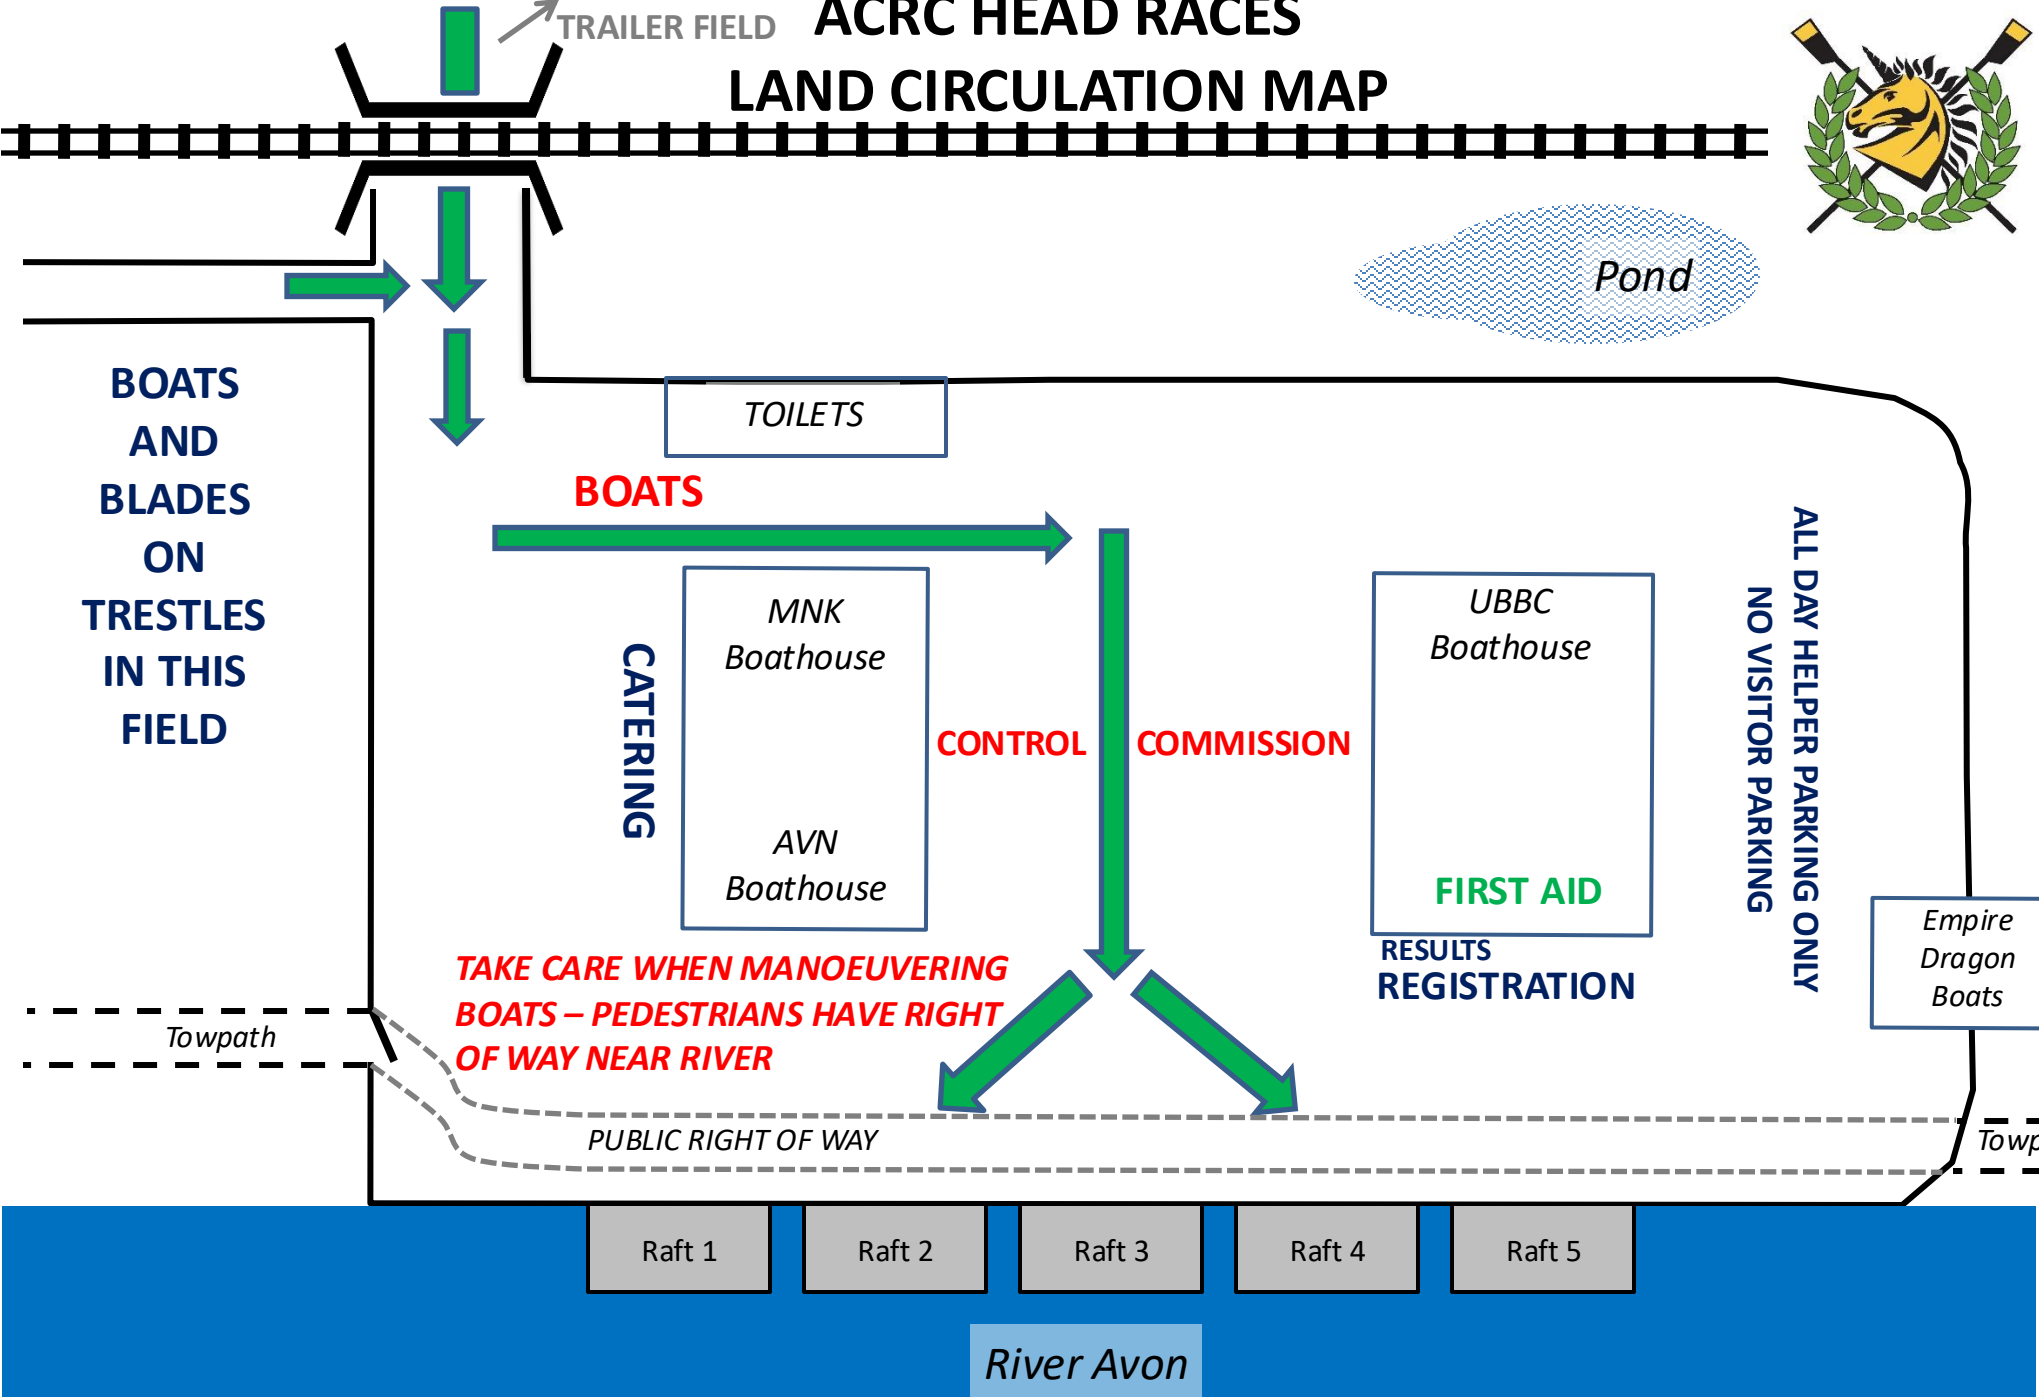 ACRC HEAD RACES
LAND CIRCULATION MAP
TRAILER FIELD
Pond
BOATS
AND
BLADES
ON
TRESTLES
IN THIS
FIELD
TOILETS
BOATS
MNK
Boathouse
CATERING
AVN
Boathouse
CONTROL
COMMISSION
UBBC
Boathouse
FIRST AID
RESULTS
REGISTRATION
ALL DAY HELPER PARKING ONLY
NO VISITOR PARKING
Empire
Dragon
Boats
TAKE CARE WHEN MANOEUVERING
BOATS – PEDESTRIANS HAVE RIGHT
OF WAY NEAR RIVER
Towpath
PUBLIC RIGHT OF WAY
Towp
Raft 1
Raft 2
Raft 3
Raft 4
Raft 5
River Avon